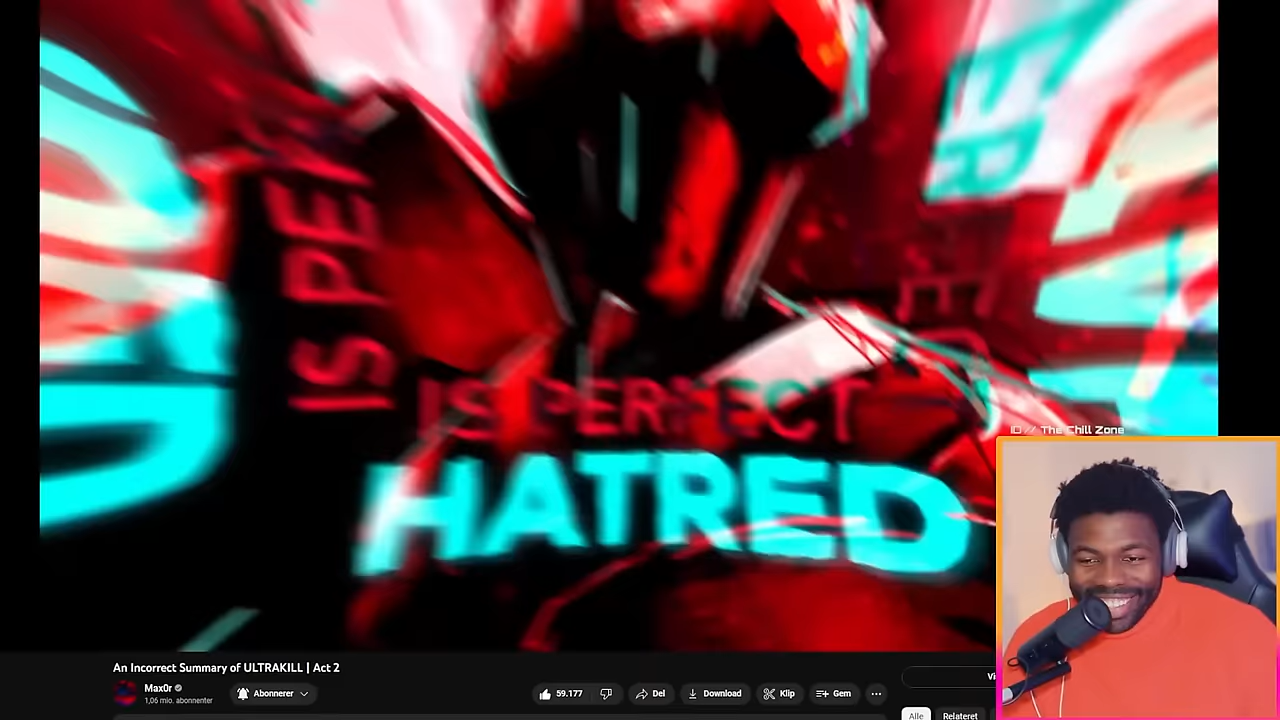 IS PERFECT
HATRED
ID // The Chill Zone
An Incorrect Summary of ULTRAKILL | Act 2
Max0r
1,06 mio. abonnenter
Abonnerer
59.177
Del
Download
Klip
Gem
Alle
Relateret